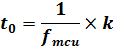 t₀ = 1/f_mcu × k